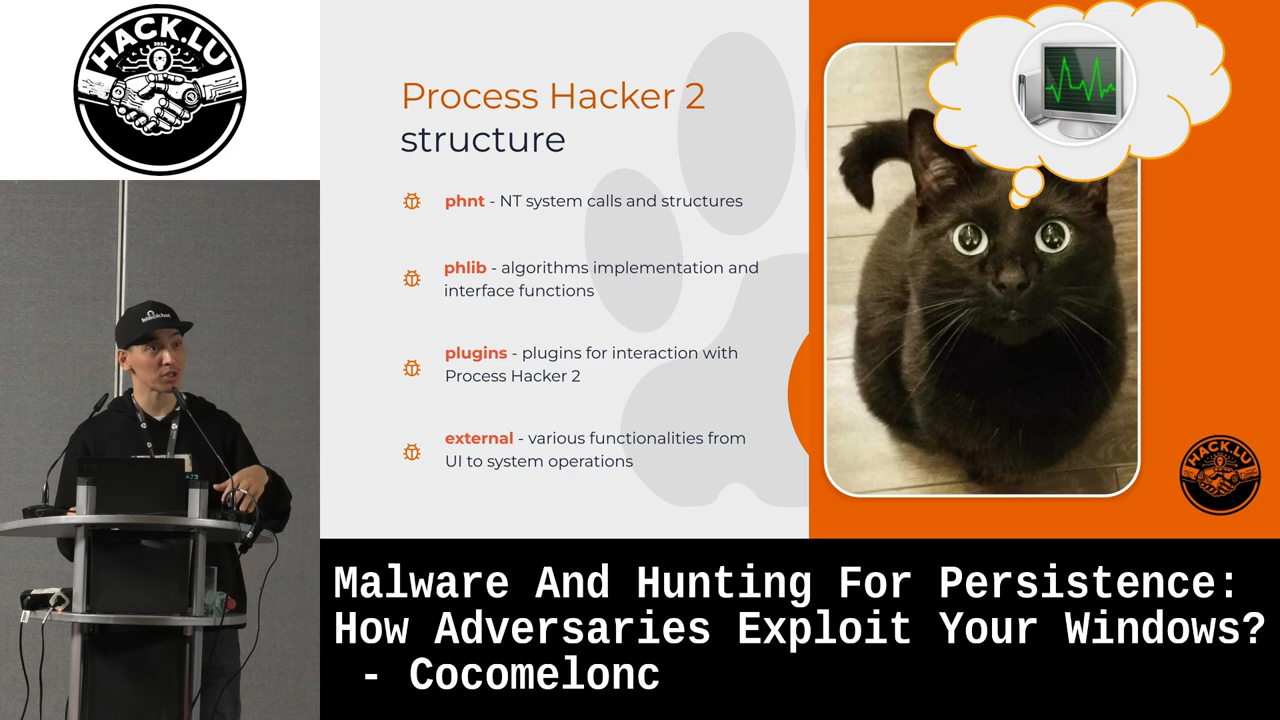 HACK.LU
2024
Process Hacker 2
structure
phnt - NT system calls and structures
phlib - algorithms implementation and
interface functions
plugins - plugins for interaction with
Process Hacker 2
external - various functionalities from
UI to system operations
HACK.LU
Malware And Hunting For Persistence:
How Adversaries Exploit Your Windows?
- Cocomelonc